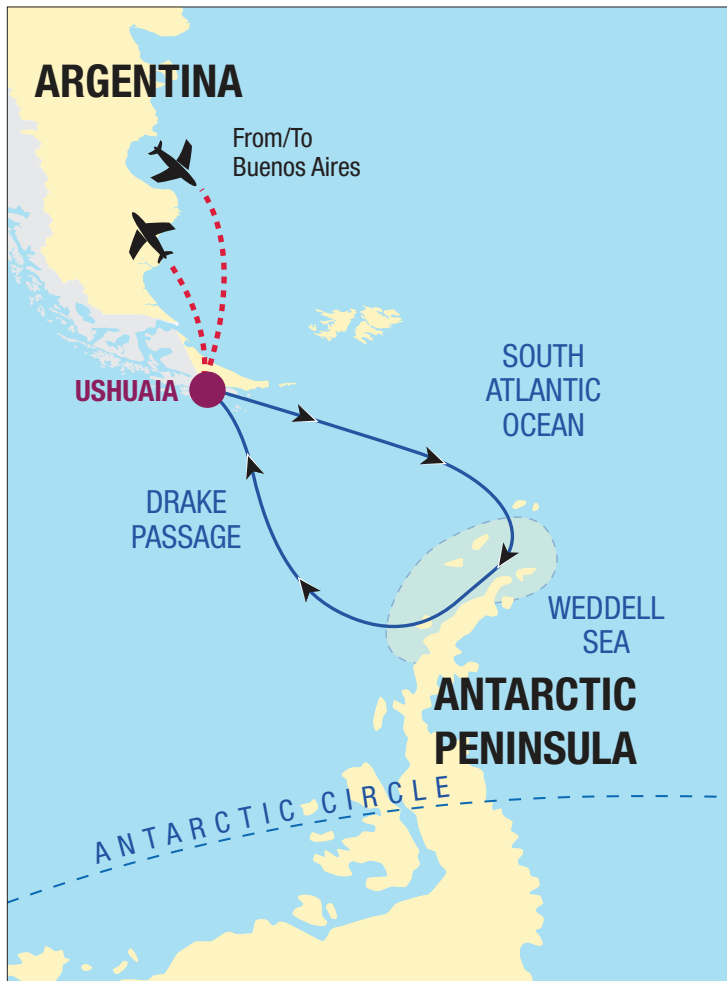 ARGENTINA
From/To
Buenos Aires
USHUAIA
SOUTH
ATLANTIC
OCEAN
DRAKE
PASSAGE
WEDDELL
SEA
ANTARCTIC
PENINSULA
ANTARCTIC CIRCLE